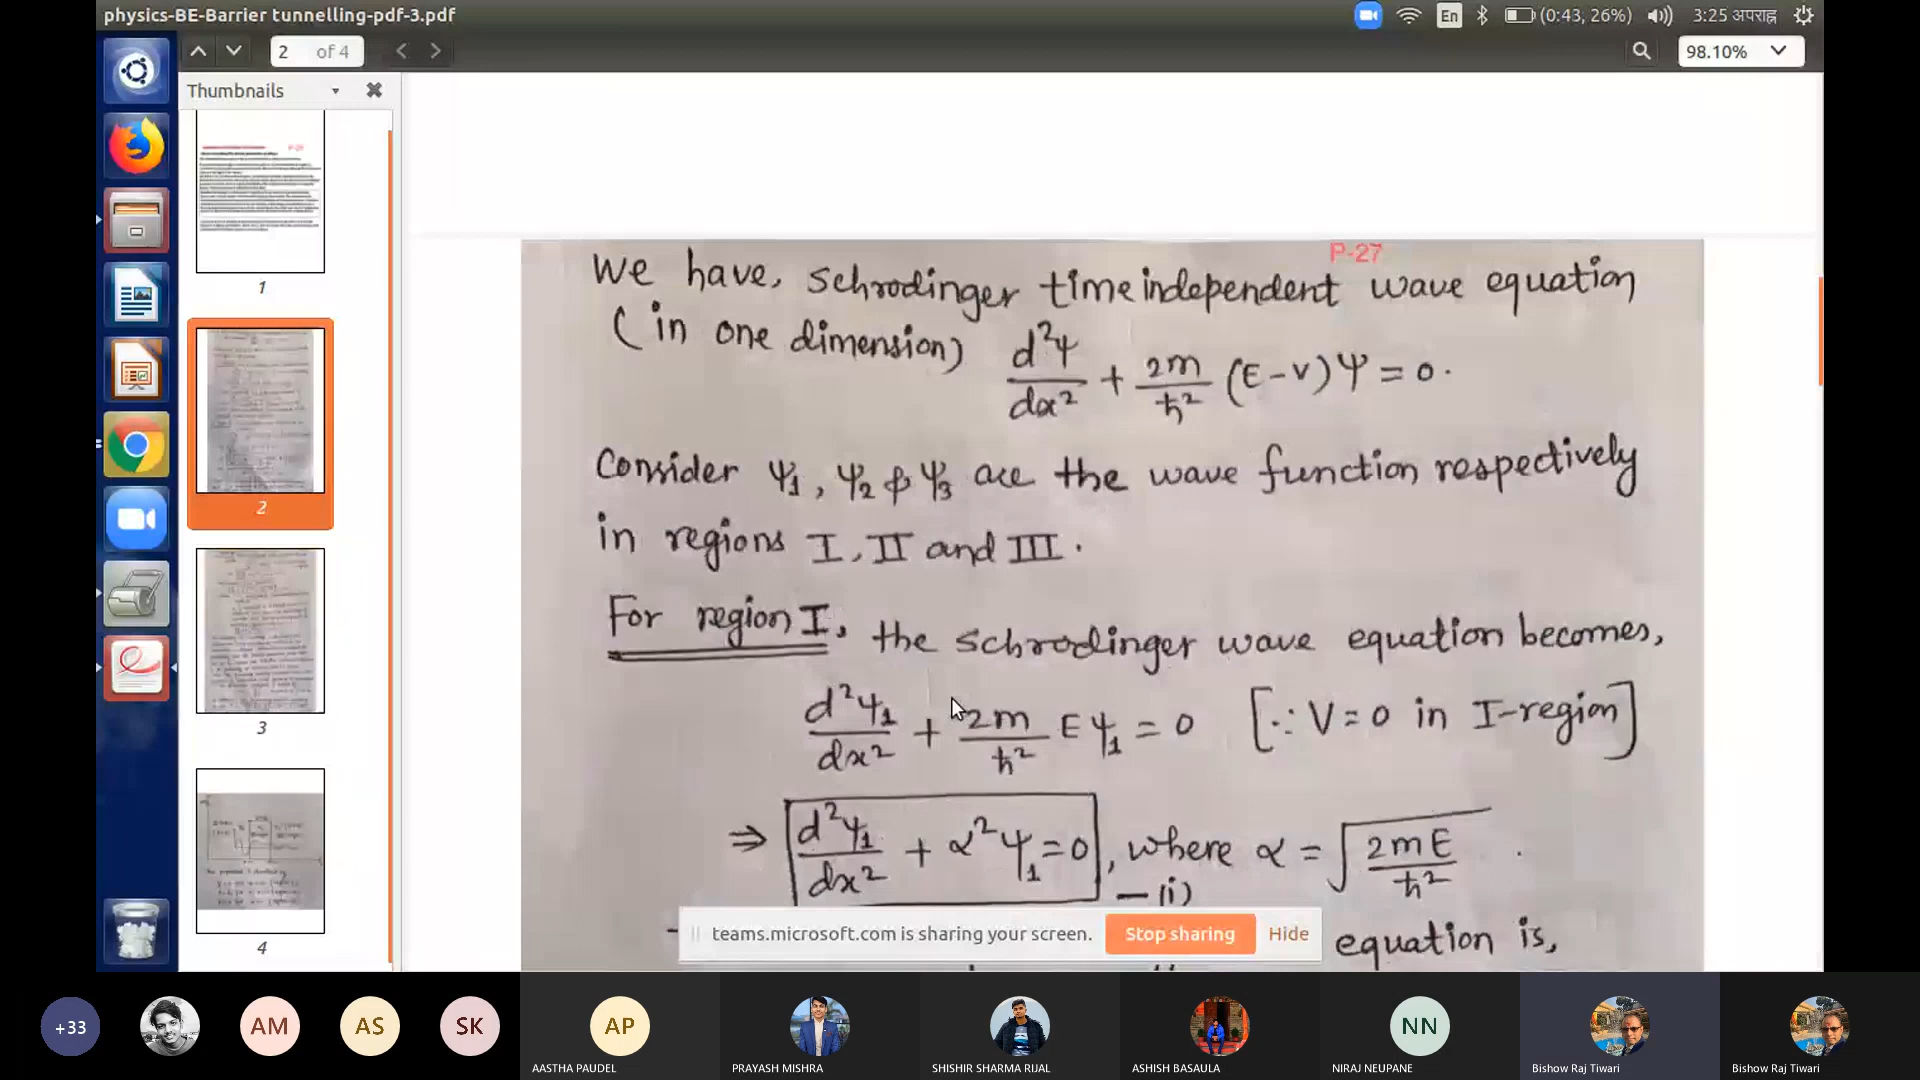 physics-BE-Barrier tunnelling-pdf-3.pdf
En
(0:43, 26%)
3:25 अपराह्न
2 of 4
98.10%
Thumbnails
1
2
3
4
P-27
We have, Schrodinger time independent wave equation
(in one dimension) d²ψ/dx² + 2m/ħ² (E-V)ψ = 0.
Consider ψ1, ψ2 & ψ3 are the wave function respectively
in regions I, II and III.
For region I, the schrodinger wave equation becomes,
d²ψ1/dx² + 2m/ħ² Eψ1 = 0 [∵ V = 0 in I-region]
⇒ d²ψ1/dx² + α²ψ1 = 0, where α = √2mE/ħ²
— (i)
equation is,
teams.microsoft.com is sharing your screen. Stop sharing Hide
+33 AM AS SK AP NN
AASTHA PAUDEL PRAYASH MISHRA SHISHIR SHARMA RIJAL ASHISH BASAULA NIRAJ NEUPANE Bishow Raj Tiwari Bishow Raj Tiwari